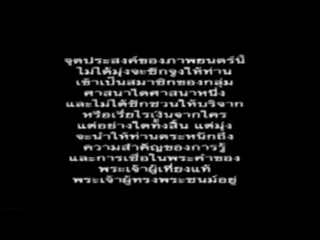 จุดประสงค์ของภาพยนตร์นี้
ไม่ได้มุ่งจะชักจูงให้ท่าน
เข้าเป็นสมาชิกของกลุ่ม
ศาสนาใดศาสนาหนึ่ง
และไม่ได้ชักชวนให้บริจาก
หรือเรี่ยไรเงินจากใคร
แต่อย่างใดทั้งสิ้น แต่มุ่ง
จะนำให้ท่านตระหนักถึง
ความสำคัญของการรู้
และการเชื่อในพระคำของ
พระเจ้าผู้เที่ยงแท้
พระเจ้าผู้ทรงพระชนม์อยู่